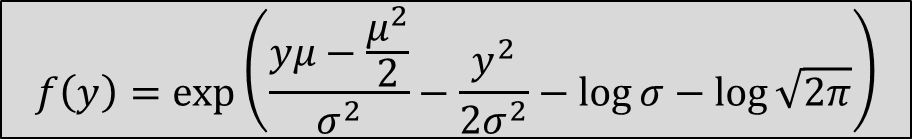 f(y) = exp( (yμ − μ²/2)/σ² − y²/2σ² − log σ − log √2π )